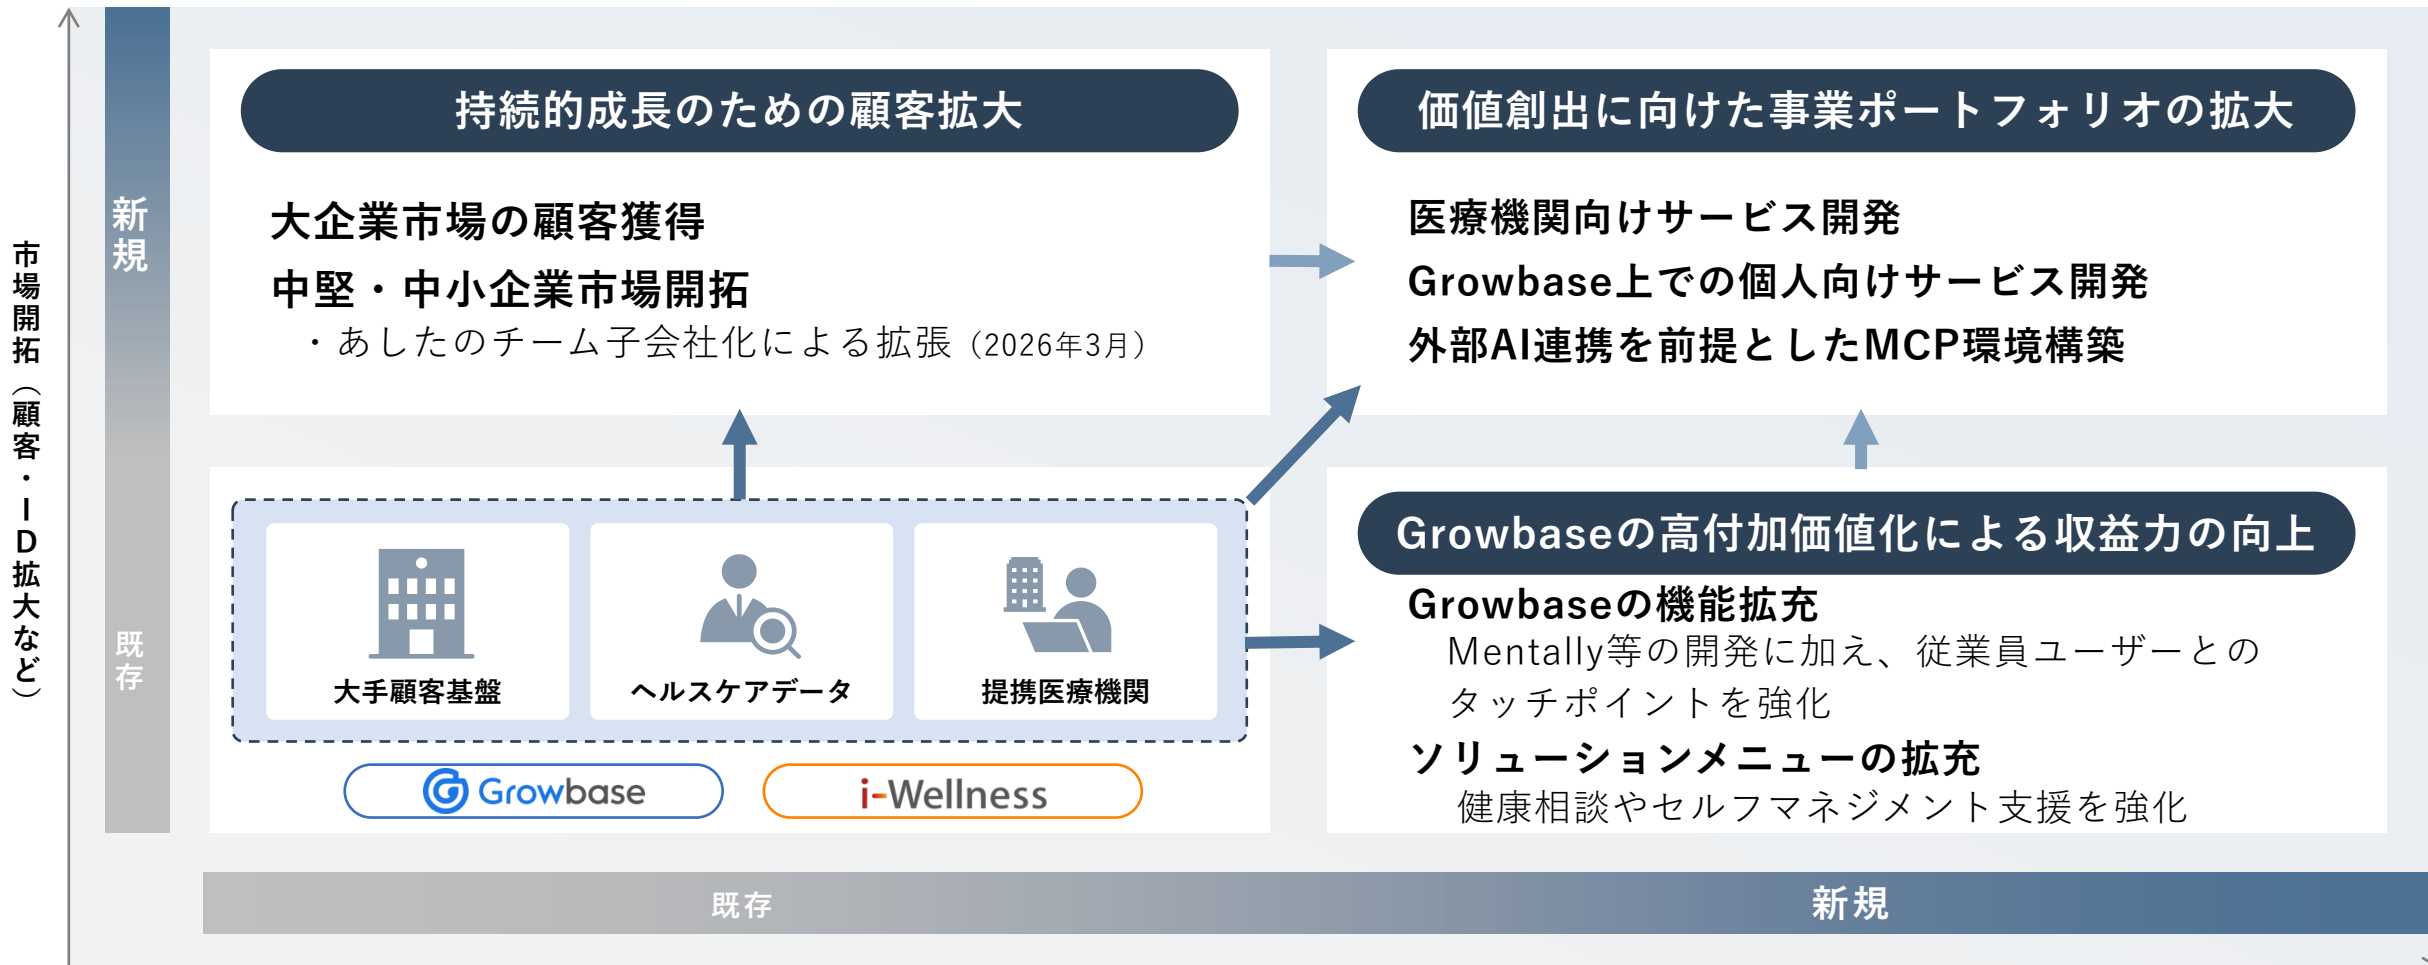 市場開拓（顧客・ID拡大など）
新規
既存
持続的成長のための顧客拡大
大企業市場の顧客獲得
中堅・中小企業市場開拓
・あしたのチーム子会社化による拡張（2026年3月）
価値創出に向けた事業ポートフォリオの拡大
医療機関向けサービス開発
Growbase上での個人向けサービス開発
外部AI連携を前提としたMCP環境構築
大手顧客基盤
ヘルスケアデータ
提携医療機関
Growbase
i-Wellness
Growbaseの高付加価値化による収益力の向上
Growbaseの機能拡充
Mentally等の開発に加え、従業員ユーザーとの
タッチポイントを強化
ソリューションメニューの拡充
健康相談やセルフマネジメント支援を強化
既存
新規